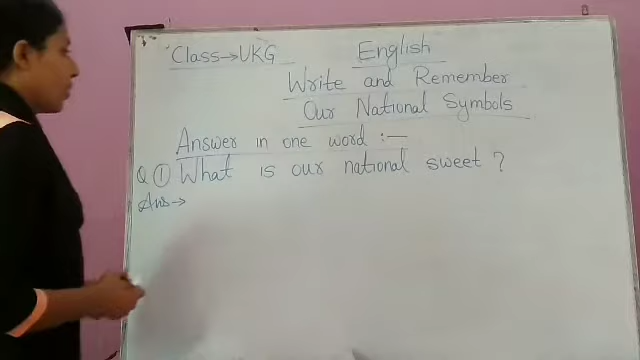 Class→UKG English
Write and Remember
Our National Symbols
Answer in one word :—
Q ① What is our national sweet ?
Ans→